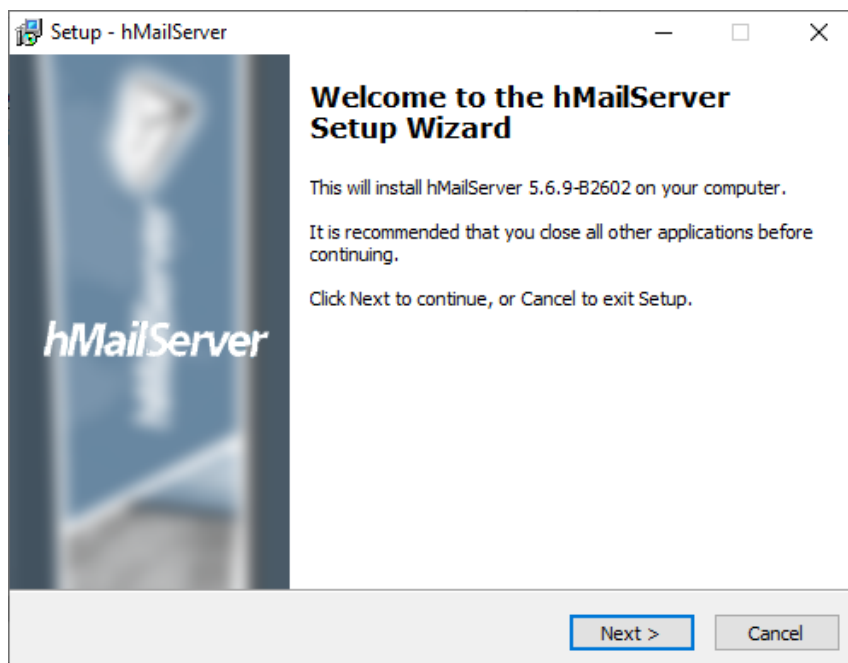 Setup - hMailServer
Welcome to the hMailServer
Setup Wizard
This will install hMailServer 5.6.9-B2602 on your computer.
It is recommended that you close all other applications before
continuing.
Click Next to continue, or Cancel to exit Setup.
hMailServer
Next >
Cancel